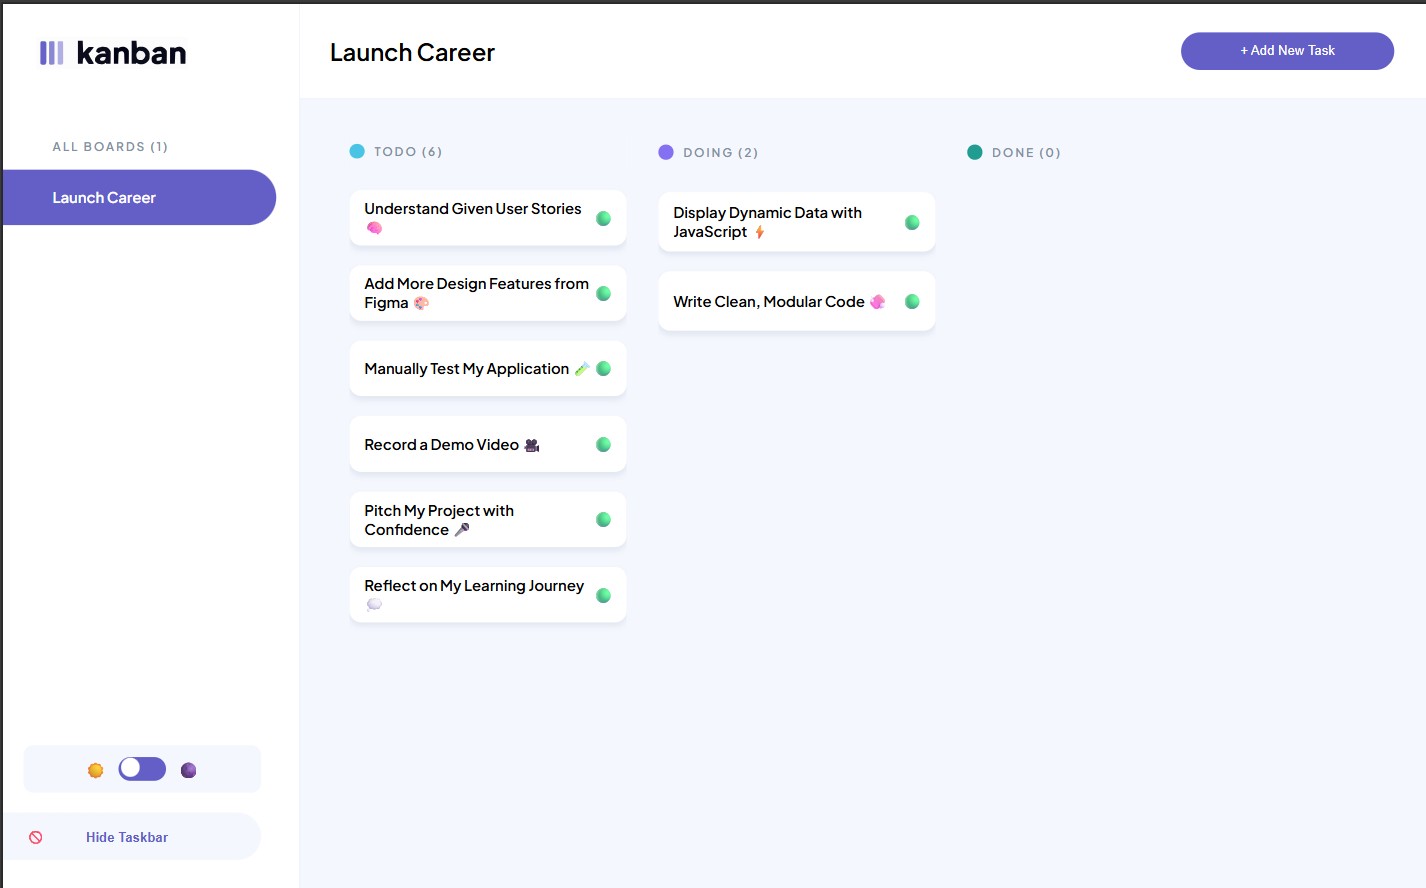 kanban
Launch Career
+ Add New Task
ALL BOARDS (1)
Launch Career
TODO (6)
Understand Given User Stories
🧠
Add More Design Features from
Figma 🎨
Manually Test My Application 🧪
Record a Demo Video 🎥
Pitch My Project with
Confidence 🎤
Reflect on My Learning Journey
💭
DOING (2)
Display Dynamic Data with
JavaScript ⚡
Write Clean, Modular Code 🧼
DONE (0)
Hide Taskbar